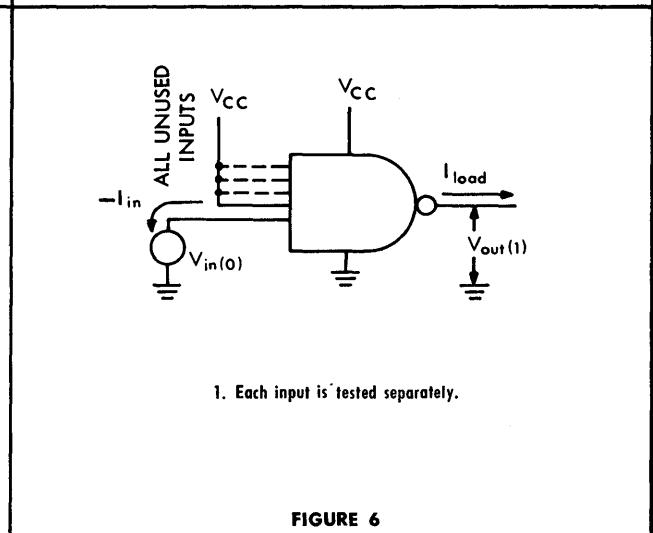 ALL UNUSED
INPUTS
VCC
VCC
Iload
−Iin
Vin(0)
Vout(1)
1. Each input is tested separately.
FIGURE 6